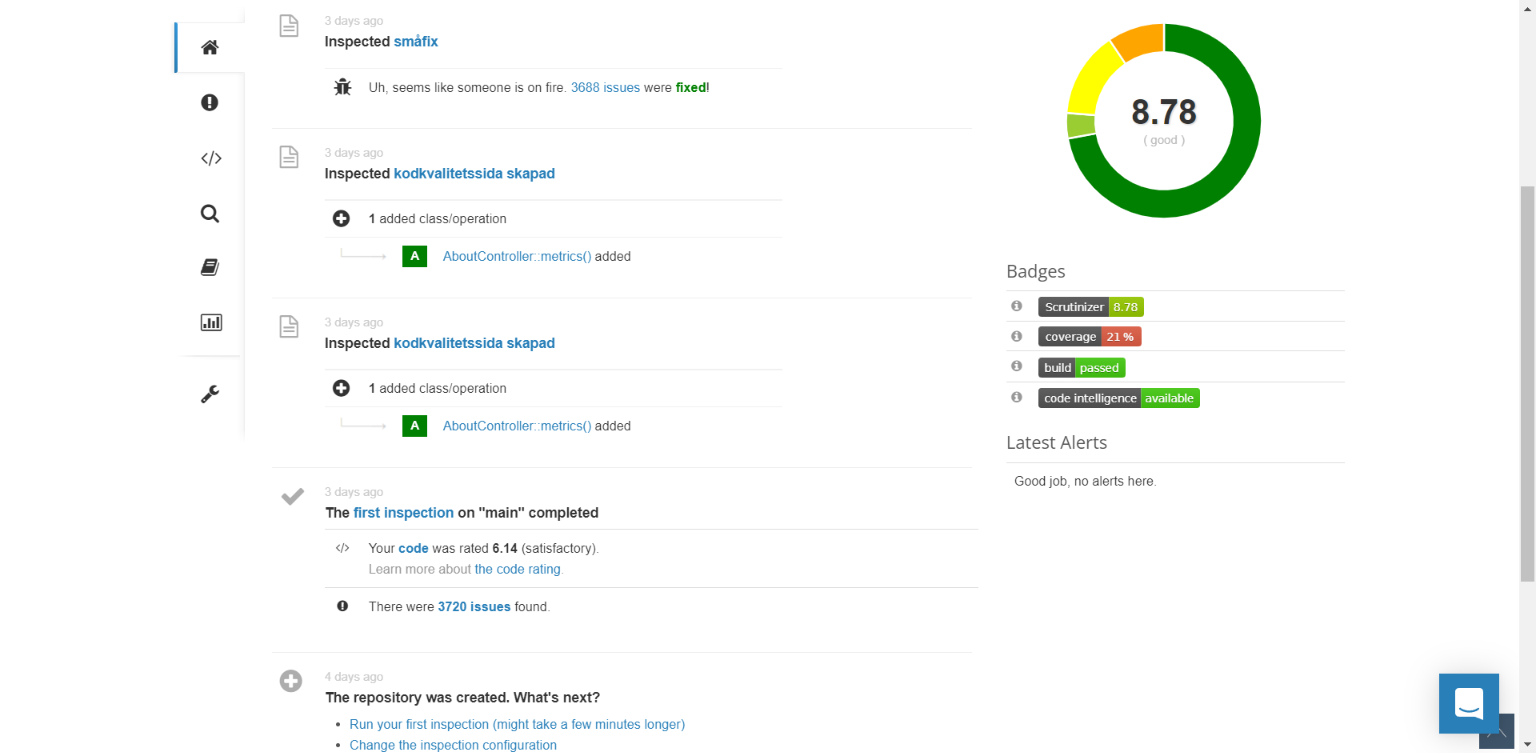 3 days ago
Inspected småfix
Uh, seems like someone is on fire. 3688 issues were fixed!
3 days ago
Inspected kodkvalitetssida skapad
1 added class/operation
A AboutController::metrics() added
3 days ago
Inspected kodkvalitetssida skapad
1 added class/operation
A AboutController::metrics() added
3 days ago
The first inspection on "main" completed
</> Your code was rated 6.14 (satisfactory).
Learn more about the code rating.
There were 3720 issues found.
4 days ago
The repository was created. What's next?
• Run your first inspection (might take a few minutes longer)
• Change the inspection configuration
8.78
( good )
Badges
Scrutinizer 8.78
coverage 21 %
build passed
code intelligence available
Latest Alerts
Good job, no alerts here.